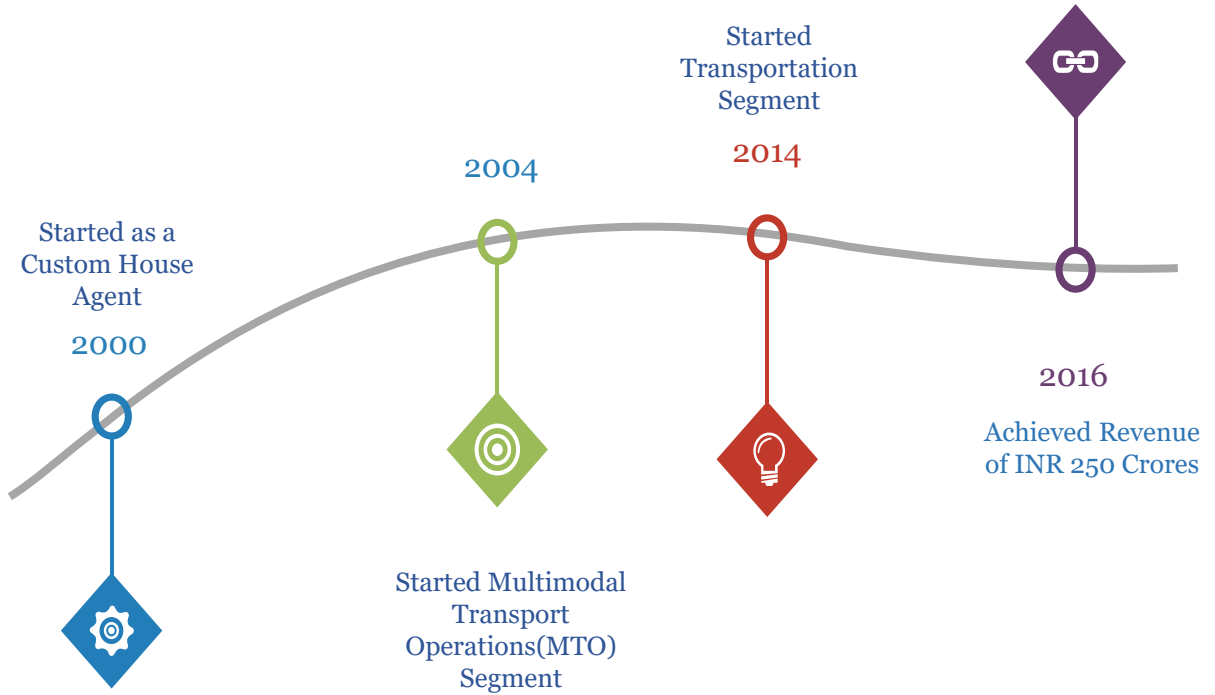 Started as a
Custom House
Agent
2000
2004
Started Multimodal
Transport
Operations(MTO)
Segment
Started
Transportation
Segment
2014
2016
Achieved Revenue
of INR 250 Crores